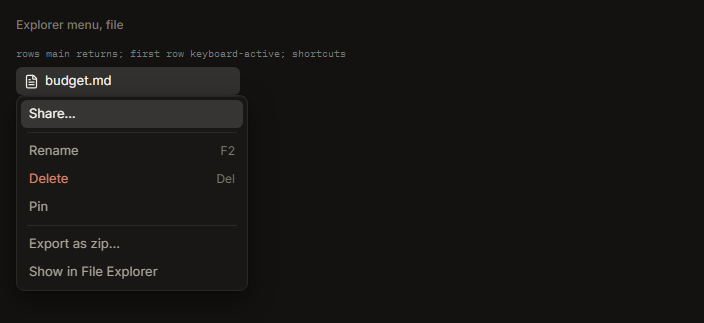 Explorer menu, file
rows main returns; first row keyboard-active; shortcuts
budget.md
Share...
Rename F2
Delete Del
Pin
Export as zip...
Show in File Explorer